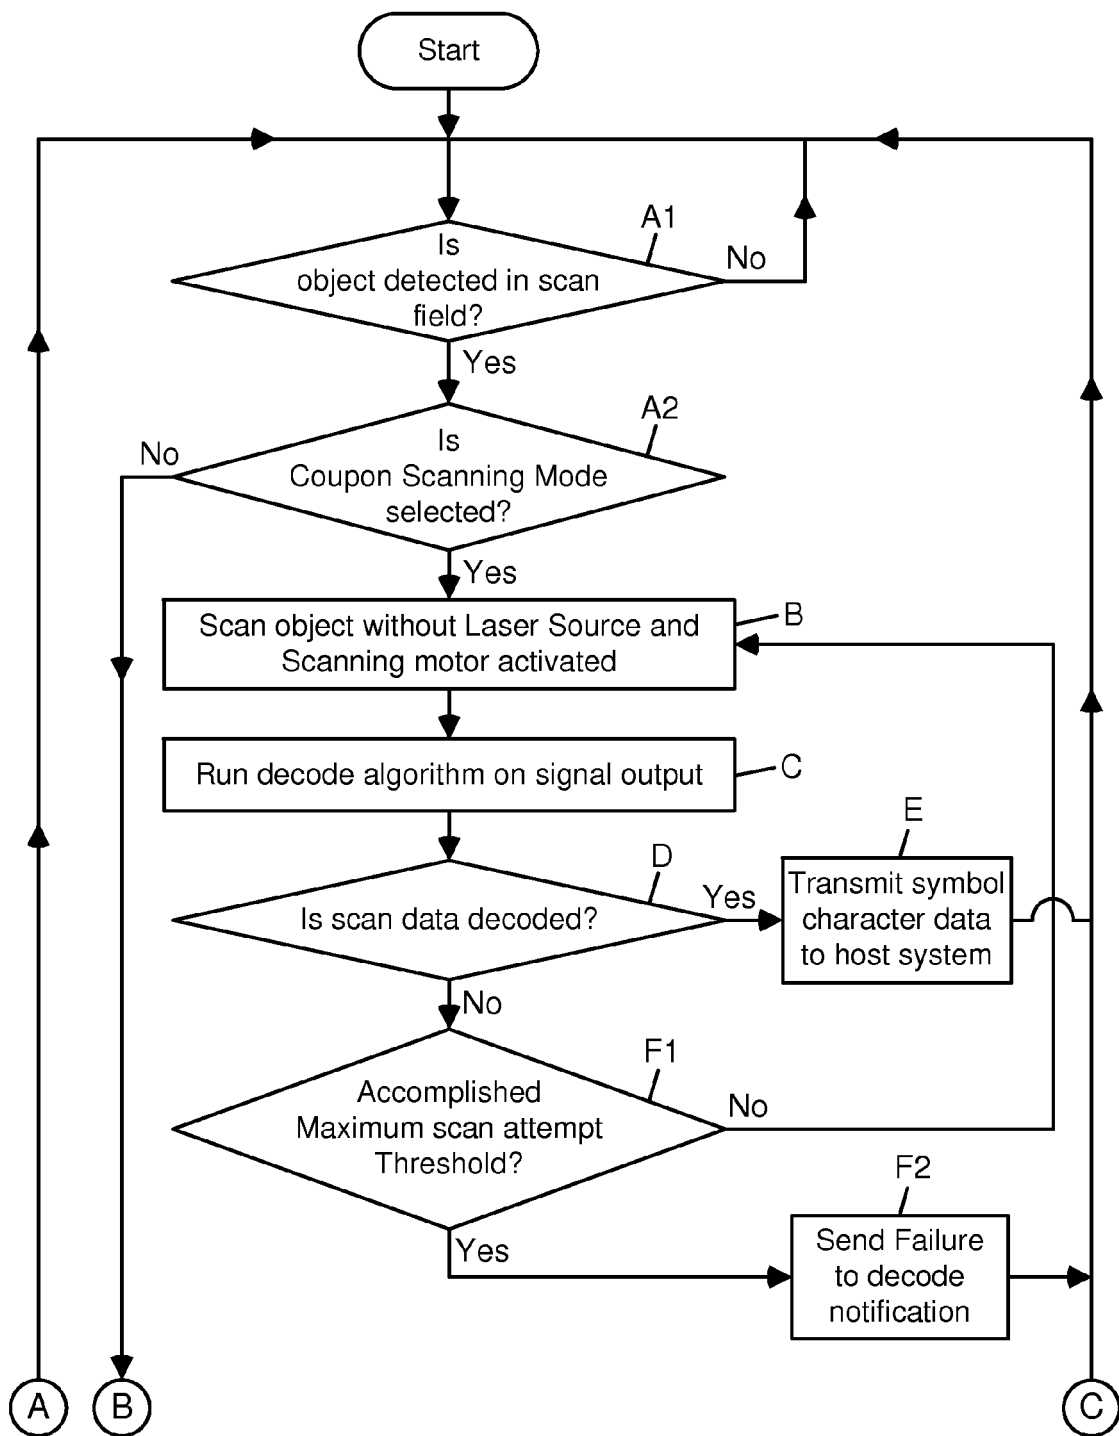 Start
A1
Is
object detected in scan
field?
No
Yes
A2
Is
Coupon Scanning Mode
selected?
No
Yes
B
Scan object without Laser Source and
Scanning motor activated
Run decode algorithm on signal output
C
D
Is scan data decoded?
Yes
E
Transmit symbol
character data
to host system
No
F1
Accomplished
Maximum scan attempt
Threshold?
No
Yes
F2
Send Failure
to decode
notification
A
B
C